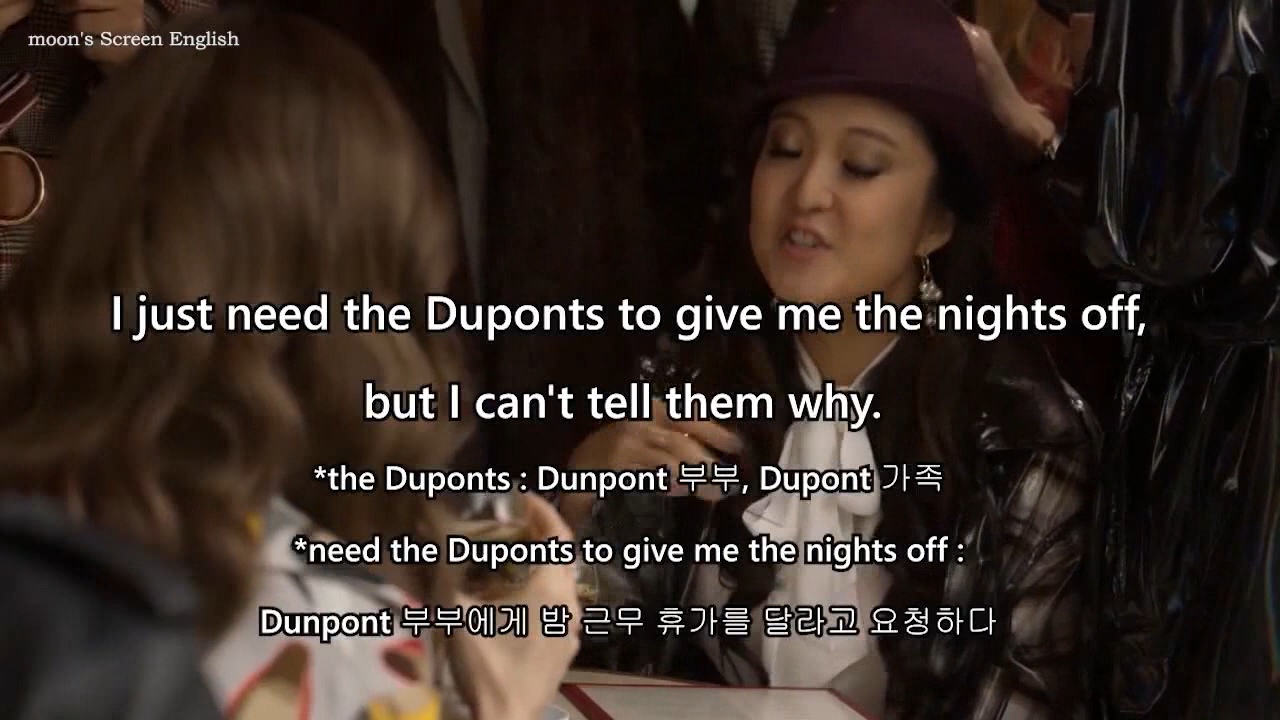 moon's Screen English
I just need the Duponts to give me the nights off,
but I can't tell them why.
*the Duponts : Dunpont 부부, Dupont 가족
*need the Duponts to give me the nights off :
Dunpont 부부에게 밤 근무 휴가를 달라고 요청하다